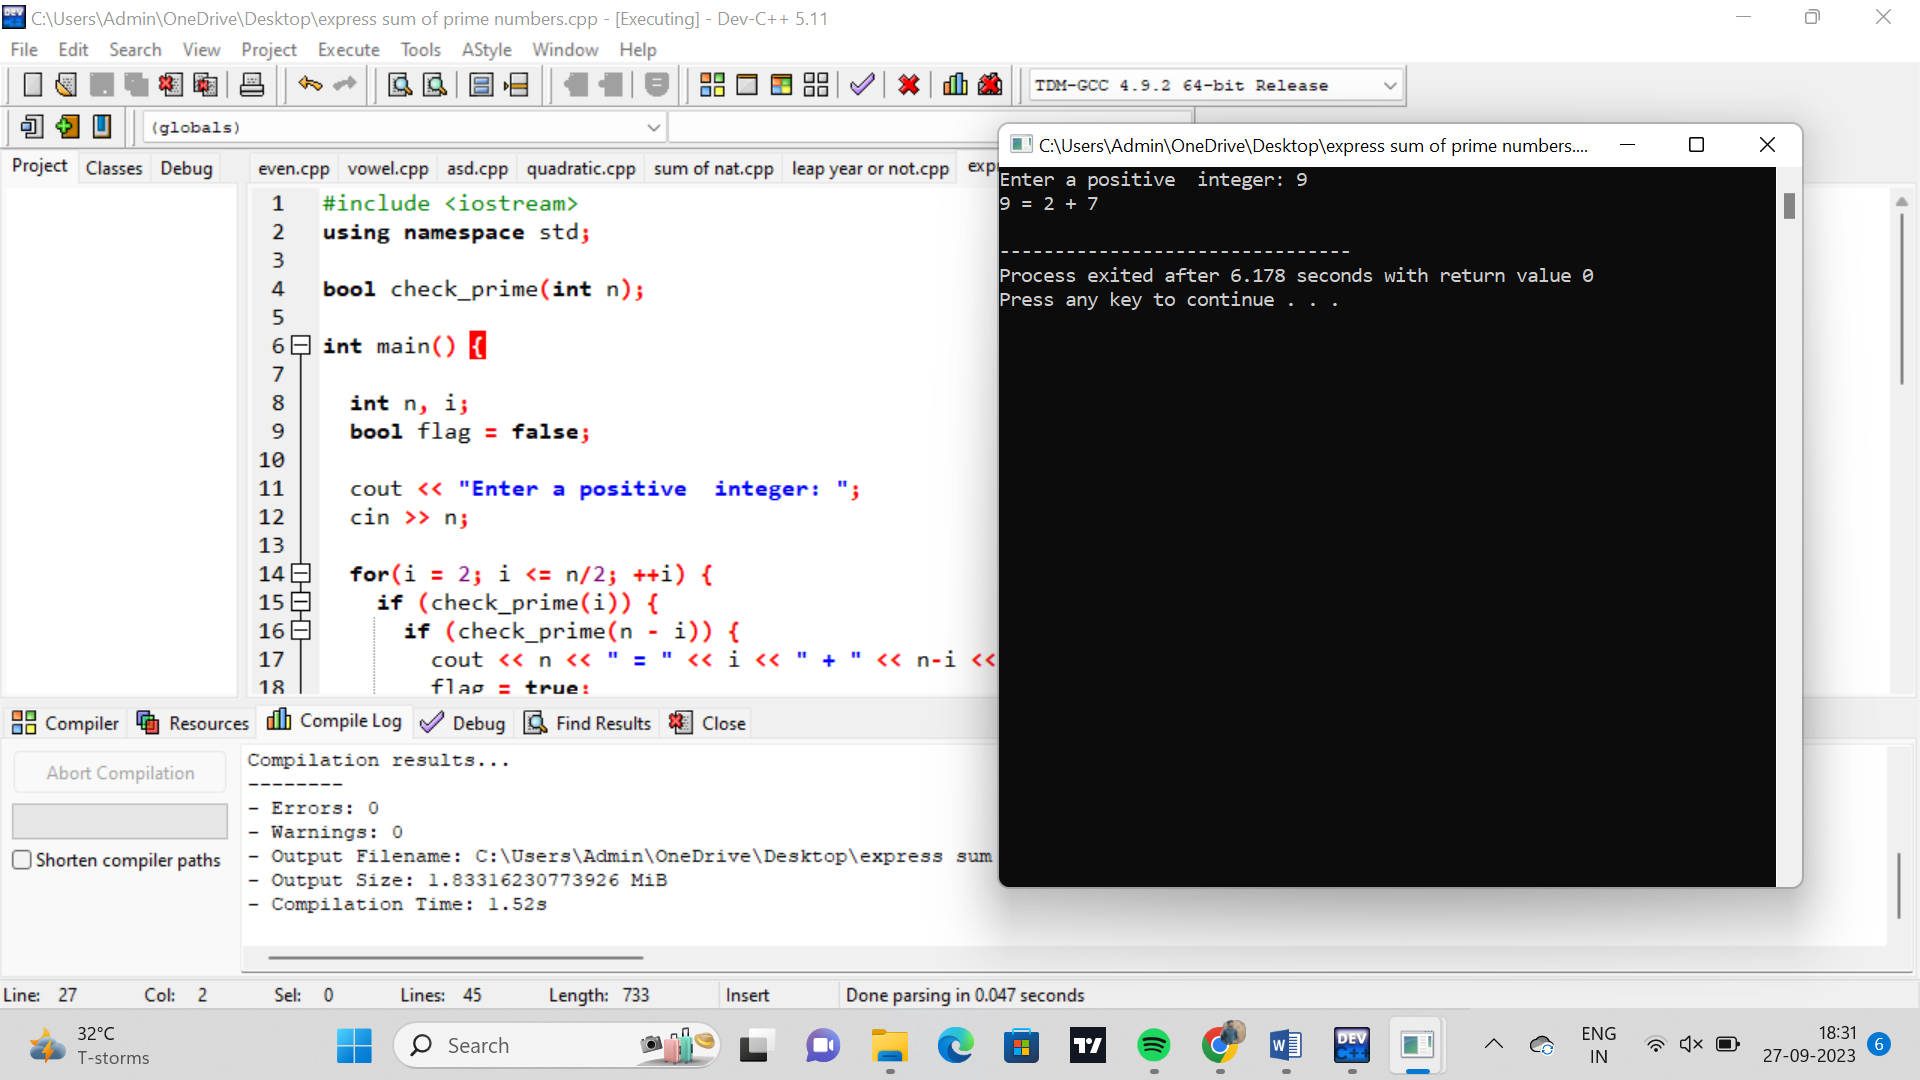 C:\Users\Admin\OneDrive\Desktop\express sum of prime numbers.cpp - [Executing] - Dev-C++ 5.11
File Edit Search View Project Execute Tools AStyle Window Help
TDM-GCC 4.9.2 64-bit Release
(globals)
Project Classes Debug
even.cpp vowel.cpp asd.cpp quadratic.cpp sum of nat.cpp leap year or not.cpp exp
1 #include <iostream>
2 using namespace std;
3
4 bool check_prime(int n);
5
6 int main() {
7
8 int n, i;
9 bool flag = false;
10
11 cout << "Enter a positive  integer: ";
12 cin >> n;
13
14 for(i = 2; i <= n/2; ++i) {
15 if (check_prime(i)) {
16 if (check_prime(n - i)) {
17 cout << n << " = " << i << " + " << n-i <<
18 flag = true;
C:\Users\Admin\OneDrive\Desktop\express sum of prime numbers....
Enter a positive  integer: 9
9 = 2 + 7
--------------------------------
Process exited after 6.178 seconds with return value 0
Press any key to continue . . .
Compiler Resources Compile Log Debug Find Results Close
Abort Compilation
Shorten compiler paths
Compilation results...
--------
- Errors: 0
- Warnings: 0
- Output Filename: C:\Users\Admin\OneDrive\Desktop\express sum
- Output Size: 1.83316230773926 MiB
- Compilation Time: 1.52s
Line: 27 Col: 2 Sel: 0 Lines: 45 Length: 733 Insert Done parsing in 0.047 seconds
32°C
T-storms
Search
DEV
C++
ENG
IN
18:31
27-09-2023
6